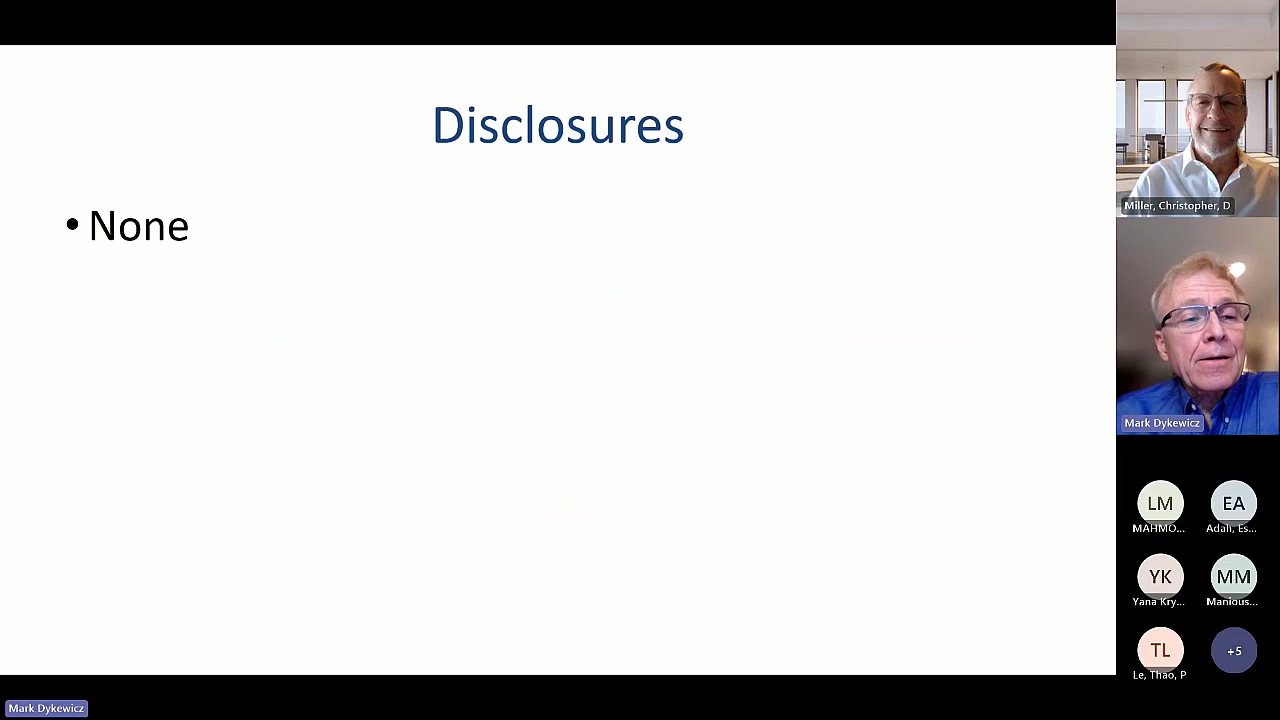 Disclosures
• None
Miller, Christopher, D
Mark Dykewicz
LM
EA
MAHMO...
Adali, Es...
YK
MM
Yana Kry...
Manious...
TL
+5
Le, Thao, P
Mark Dykewicz